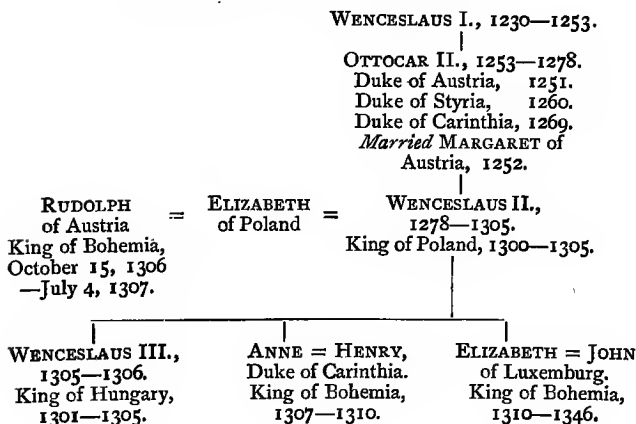 WENCESLAUS I., 1230—1253.
OTTOCAR II., 1253—1278.
Duke of Austria, 1251.
Duke of Styria, 1260.
Duke of Carinthia, 1269.
Married MARGARET of
Austria, 1252.
RUDOLPH
of Austria
King of Bohemia,
October 15, 1306
—July 4, 1307.
=
ELIZABETH
of Poland
=
WENCESLAUS II.,
1278—1305.
King of Poland, 1300—1305.
WENCESLAUS III.,
1305—1306.
King of Hungary,
1301—1305.
ANNE = HENRY,
Duke of Carinthia.
King of Bohemia,
1307—1310.
ELIZABETH = JOHN
of Luxemburg.
King of Bohemia,
1310—1346.